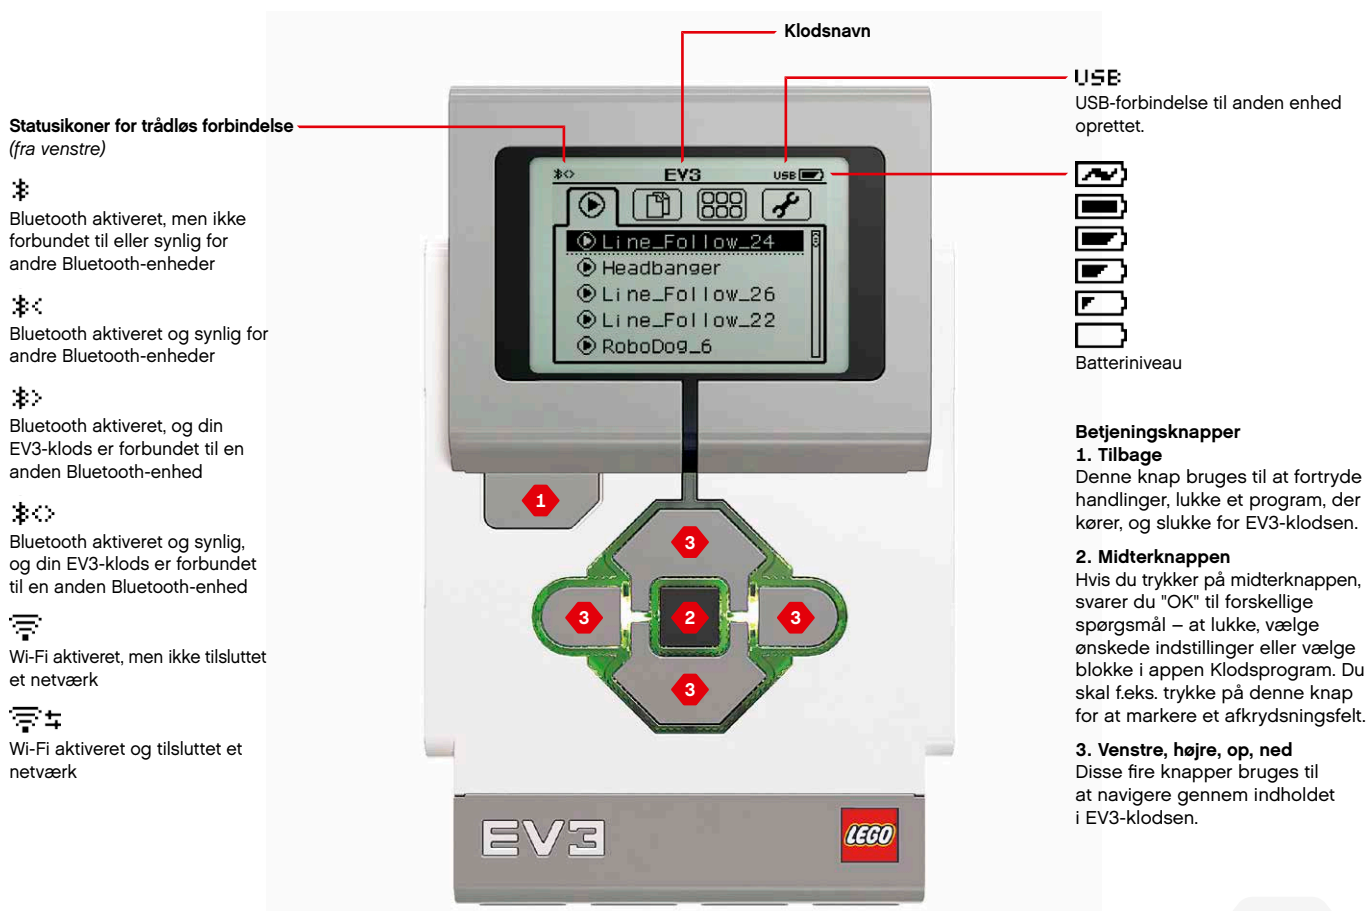 Klodsnavn
Statusikoner for trådløs forbindelse
(fra venstre)
Bluetooth aktiveret, men ikke
forbundet til eller synlig for
andre Bluetooth-enheder
Bluetooth aktiveret og synlig for
andre Bluetooth-enheder
Bluetooth aktiveret, og din
EV3-klods er forbundet til en
anden Bluetooth-enhed
Bluetooth aktiveret og synlig,
og din EV3-klods er forbundet
til en anden Bluetooth-enhed
Wi-Fi aktiveret, men ikke tilsluttet
et netværk
Wi-Fi aktiveret og tilsluttet et
netværk
EV3 USB
Line_Follow_24
Headbanger
Line_Follow_26
Line_Follow_22
RoboDog_6
1
3
3
2
3
3
EV3
LEGO
USB
USB-forbindelse til anden enhed
oprettet.
Batteriniveau
Betjeningsknapper
1. Tilbage
Denne knap bruges til at fortryde
handlinger, lukke et program, der
kører, og slukke for EV3-klodsen.
2. Midterknappen
Hvis du trykker på midterknappen,
svarer du "OK" til forskellige
spørgsmål – at lukke, vælge
ønskede indstillinger eller vælge
blokke i appen Klodsprogram. Du
skal f.eks. trykke på denne knap
for at markere et afkrydsningsfelt.
3. Venstre, højre, op, ned
Disse fire knapper bruges til
at navigere gennem indholdet
i EV3-klodsen.